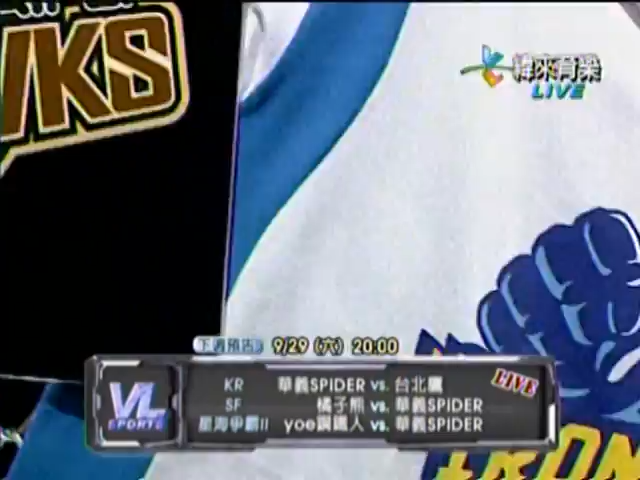 WKS
緯來育樂
LIVE
下週預告 9/29 (六) 20:00
LIVE
KR 華義SPIDER vs. 台北鷹
SF 橘子熊 vs. 華義SPIDER
星海爭霸II yoe鋼鐵人 vs. 華義SPIDER
VL
SPORTS
IRON